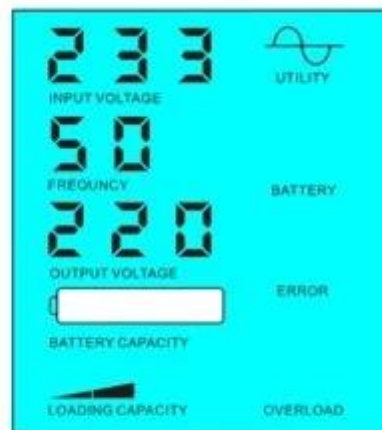 233
UTILITY
INPUT VOLTAGE
50
FREQUNCY
BATTERY
220
OUTPUT VOLTAGE
ERROR
BATTERY CAPACITY
LOADING CAPACITY
OVERLOAD